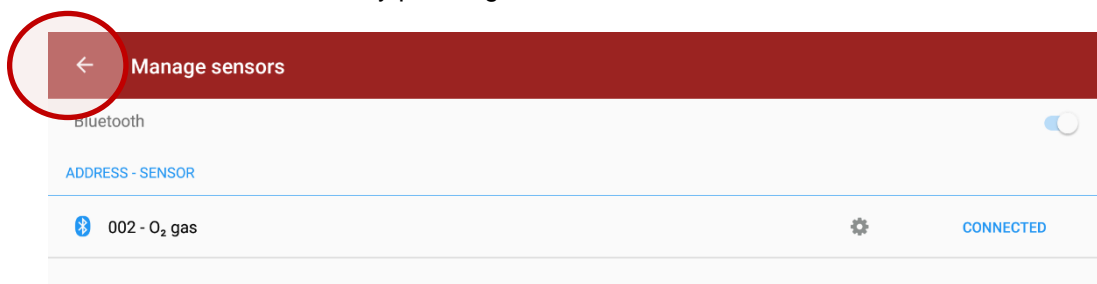 Manage sensors
Bluetooth
ADDRESS - SENSOR
002 - O₂ gas CONNECTED